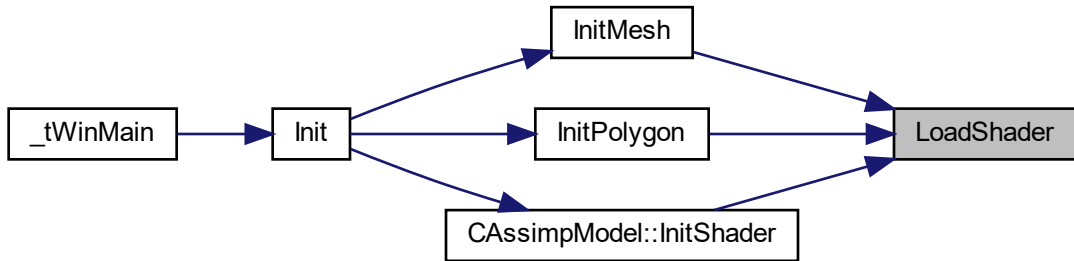 InitMesh
_tWinMain
Init
InitPolygon
LoadShader
CAssimpModel::InitShader